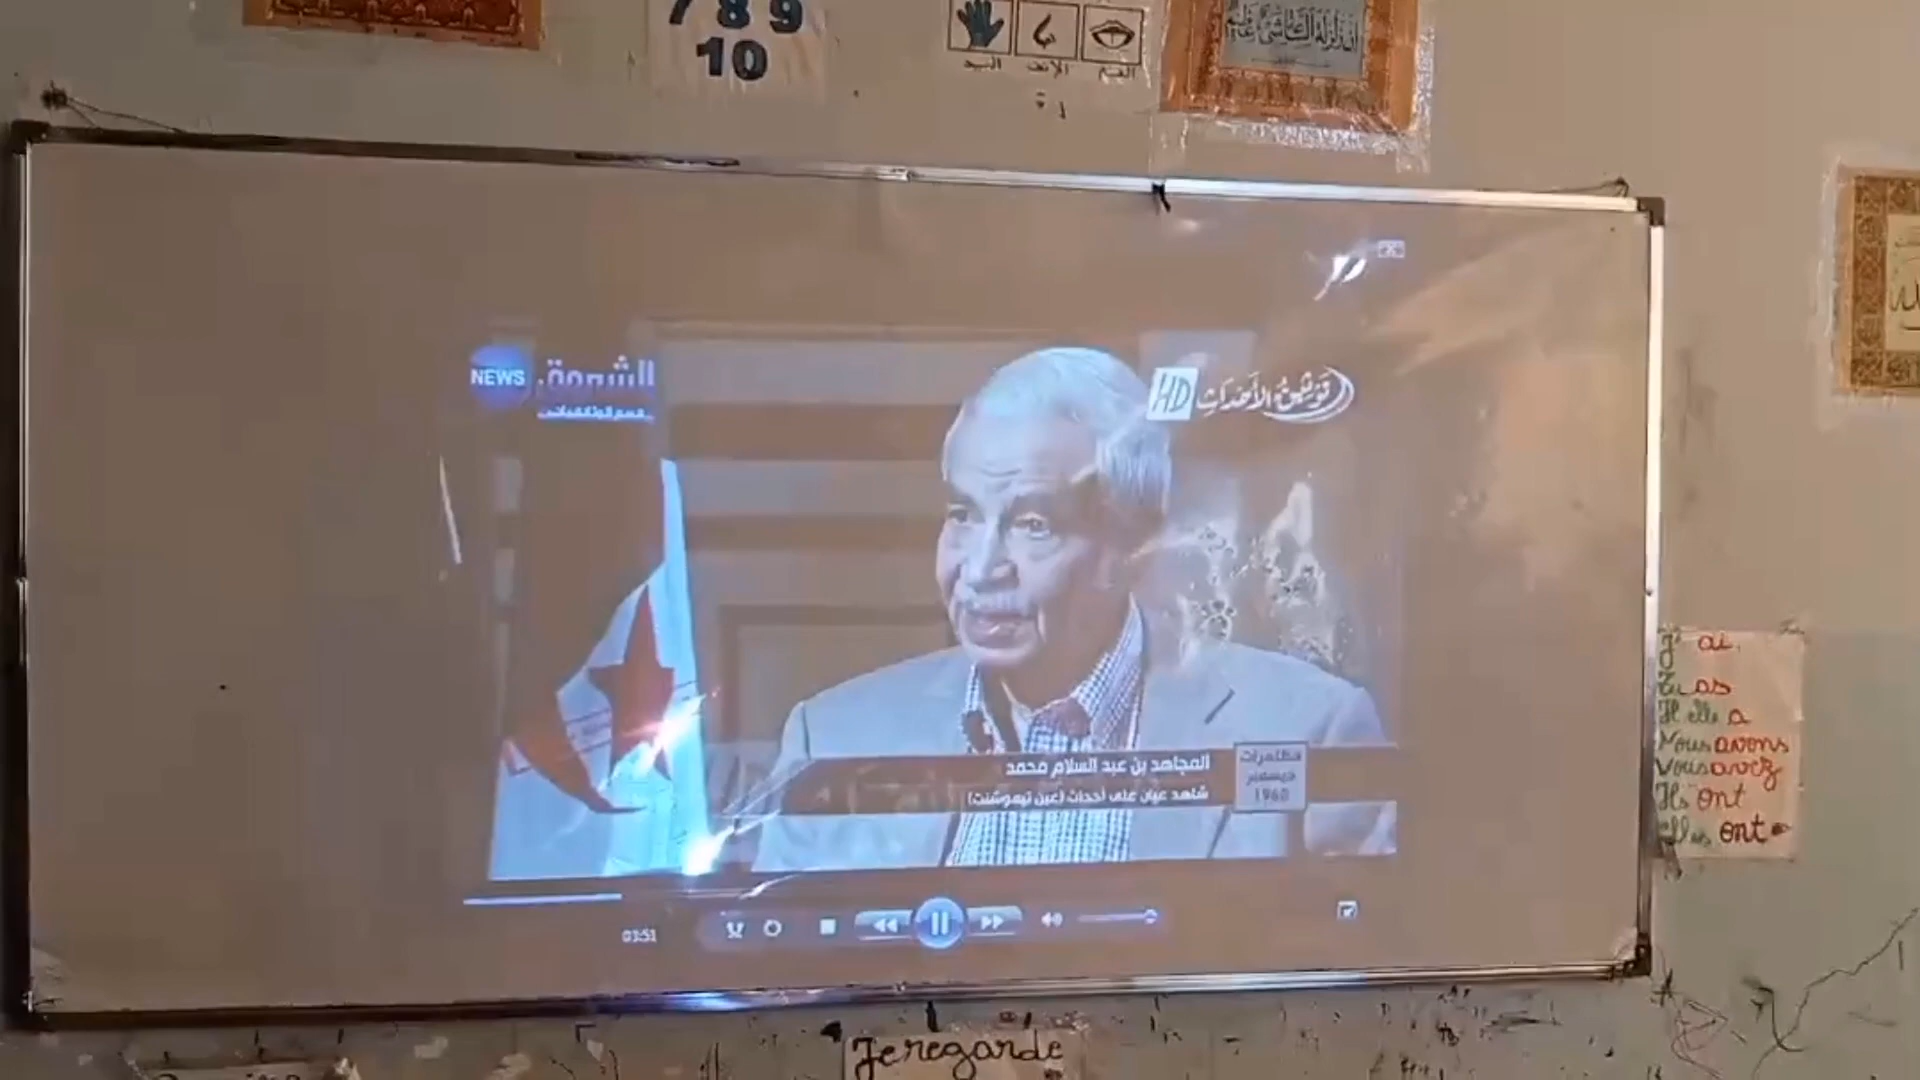 7 8 9
10
اليد الأنف الفم
NEWS الشروق
قسم الوثائقيات
HD
المجاهد بن عبد السلام محمد
شاهد عيان على أحداث (عين تيموشنت)
مظاهرات
ديسمبر
1960
03:51
J'ai
Tu as
Il elle a
Nous avons
Vous avez
Ils ont
elles ont
Je regarde